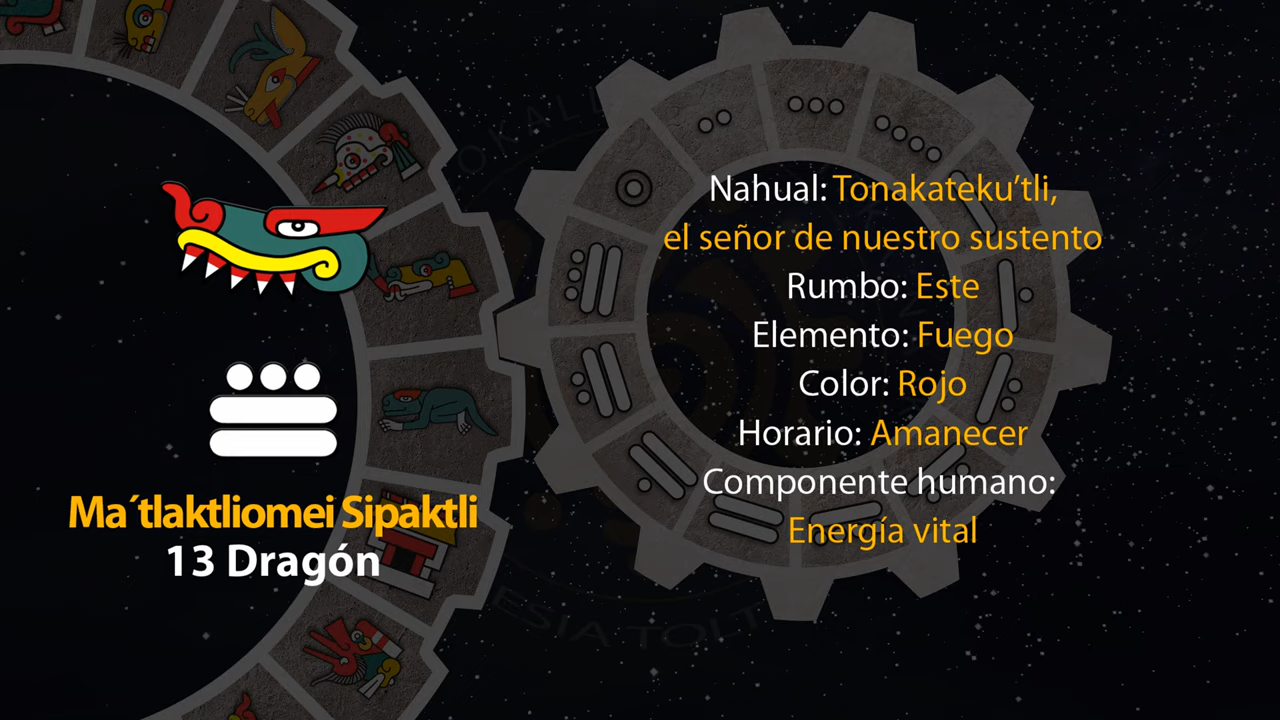 Ma´tlaktliomei Sipaktli
13 Dragón
Nahual: Tonakateku’tli,
el señor de nuestro sustento
Rumbo: Este
Elemento: Fuego
Color: Rojo
Horario: Amanecer
Componente humano:
Energía vital